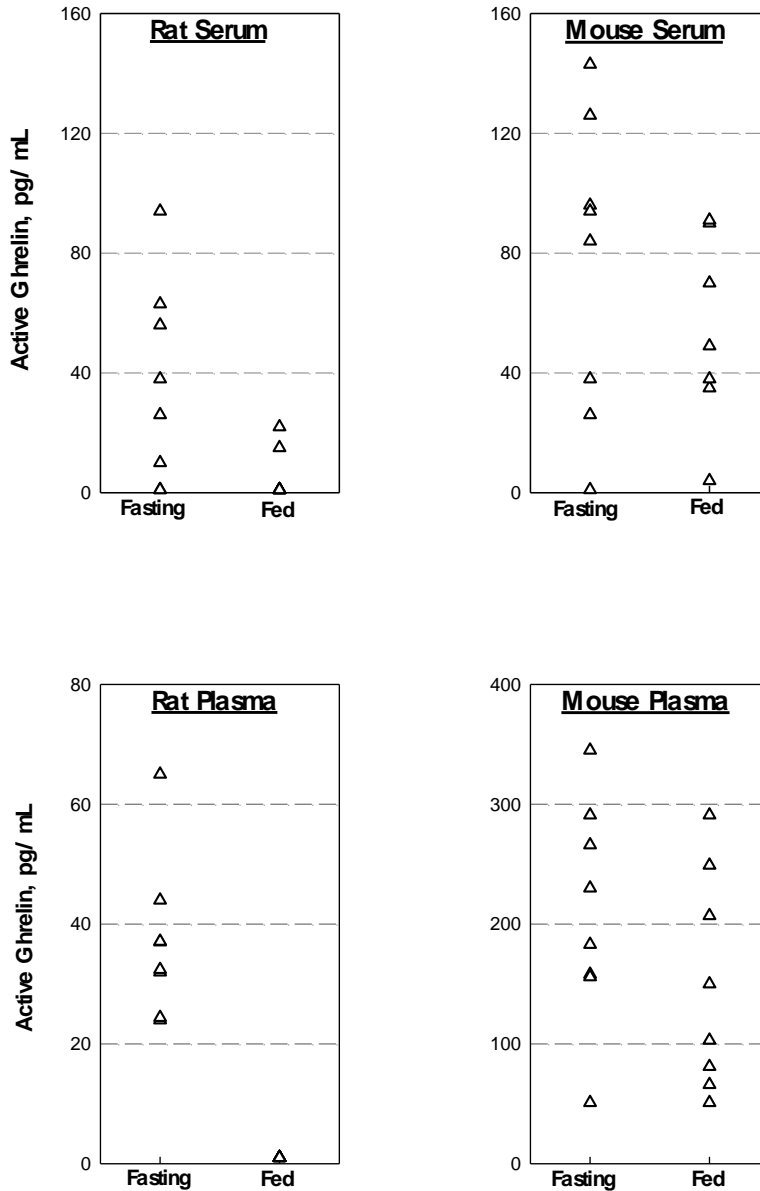 Rat Serum
Mouse Serum
Active Ghrelin, pg/ mL
160
120
80
40
0
Fasting
Fed
160
120
80
40
0
Fasting
Fed
Rat Plasma
Mouse Plasma
Active Ghrelin, pg/ mL
80
60
40
20
0
Fasting
Fed
400
300
200
100
0
Fasting
Fed